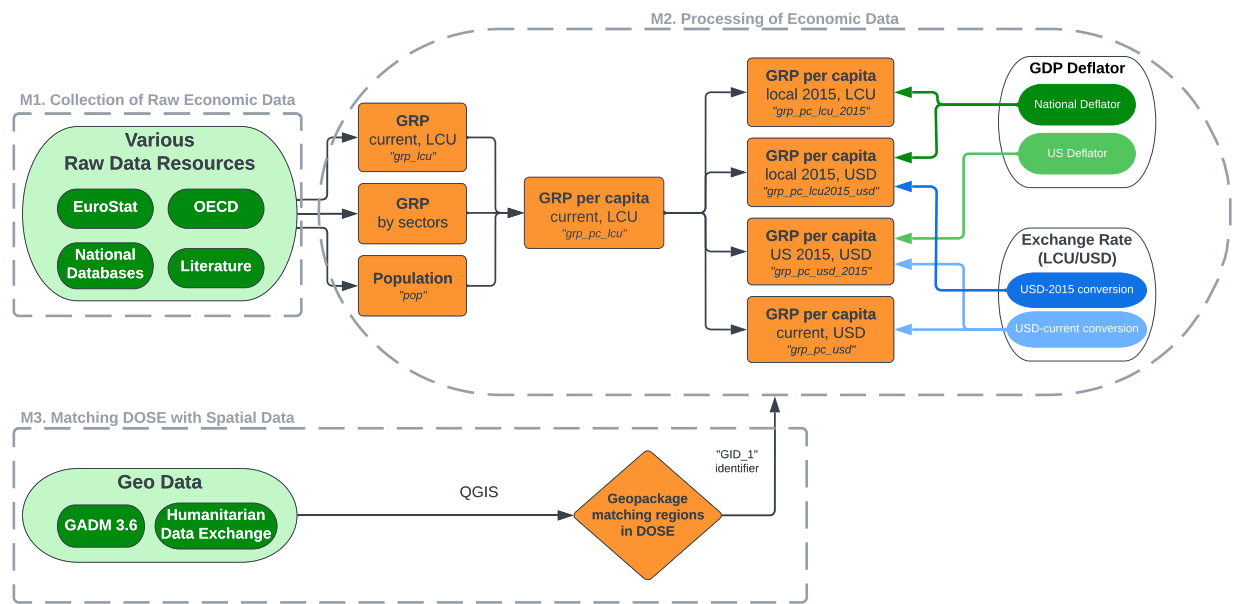 M2. Processing of Economic Data
M1. Collection of Raw Economic Data
Various
Raw Data Resources
EuroStat
OECD
National
Databases
Literature
GRP
current, LCU
"grp_lcu"
GRP
by sectors
Population
"pop"
GRP per capita
current, LCU
"grp_pc_lcu"
GRP per capita
local 2015, LCU
"grp_pc_lcu_2015"
GRP per capita
local 2015, USD
"grp_pc_lcu2015_usd"
GRP per capita
US 2015, USD
"grp_pc_usd_2015"
GRP per capita
current, USD
"grp_pc_usd"
GDP Deflator
National Deflator
US Deflator
Exchange Rate
(LCU/USD)
USD-2015 conversion
USD-current conversion
M3. Matching DOSE with Spatial Data
Geo Data
GADM 3.6
Humanitarian
Data Exchange
QGIS
Geopackage
matching regions
in DOSE
"GID_1"
identifier